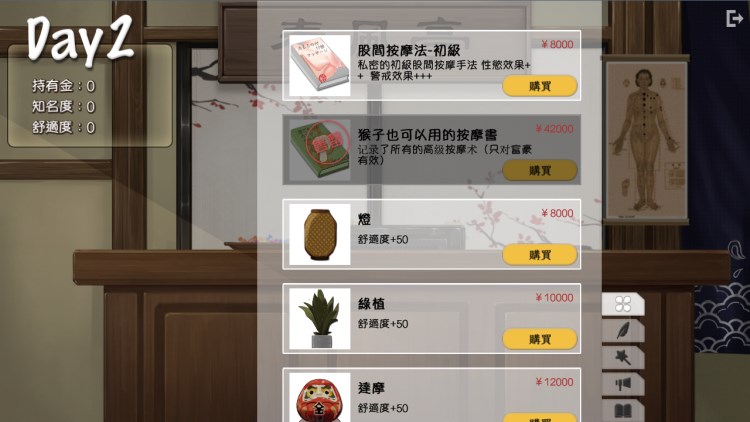 Day2
持有金：0
知名度：0
舒適度：0
股間按摩法-初級
￥8000
私密的初級股間按摩手法 性慾效果+
+ 警戒效果+++
購買
猴子也可以用的按摩書
￥42000
记录了所有的高级按摩术（只对富豪
有效）
購買
燈
￥8000
舒適度+50
購買
綠植
￥10000
舒適度+50
購買
達摩
￥12000
舒適度+50
購買